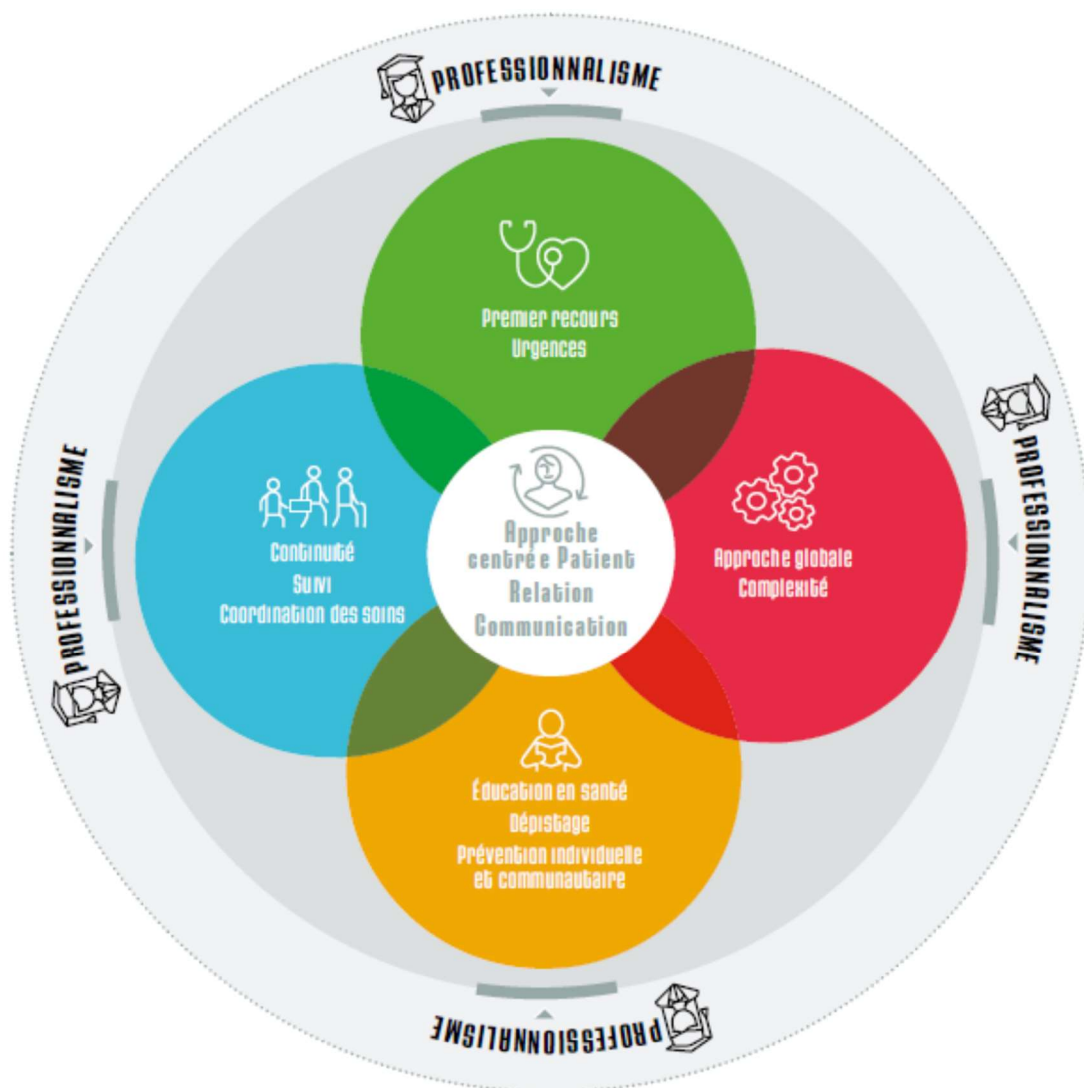 PROFESSIONNALISME
Premier recours
Urgences
PROFESSIONNALISME
Continuité
Suivi
Coordination des soins
Approche
centrée Patient
Relation
Communication
Approche globale
Complexité
PROFESSIONNALISME
Éducation en santé
Dépistage
Prévention individuelle
et communautaire
PROFESSIONNALISME